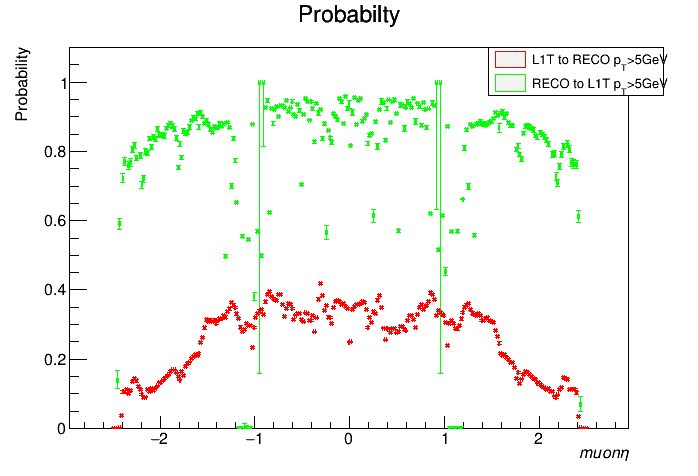 Probabilty
Probability
L1T to RECO p_T>5GeV
RECO to L1T p_T>5GeV
1
0.8
0.6
0.4
0.2
0
−2 −1 0 1 2
muonη